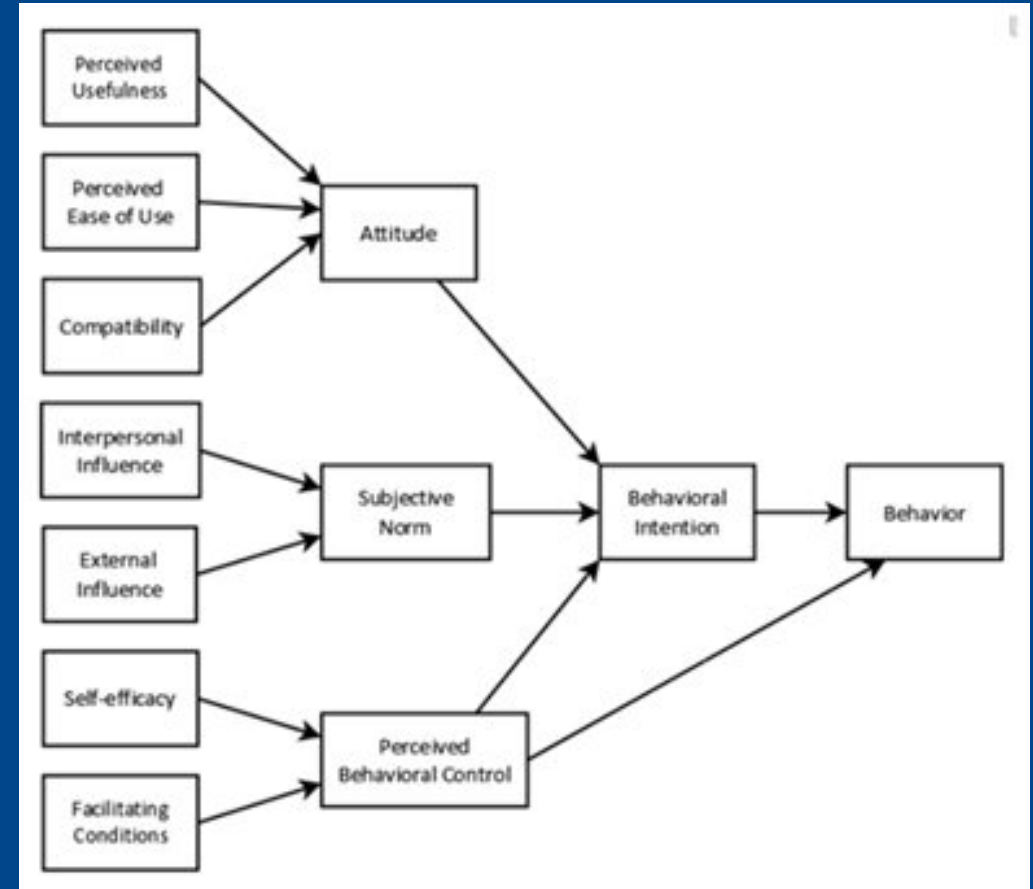 Perceived
Usefulness
Perceived
Ease of Use
Compatibility
Attitude
Interpersonal
Influence
External
Influence
Subjective
Norm
Behavioral
Intention
Behavior
Self-efficacy
Facilitating
Conditions
Perceived
Behavioral Control